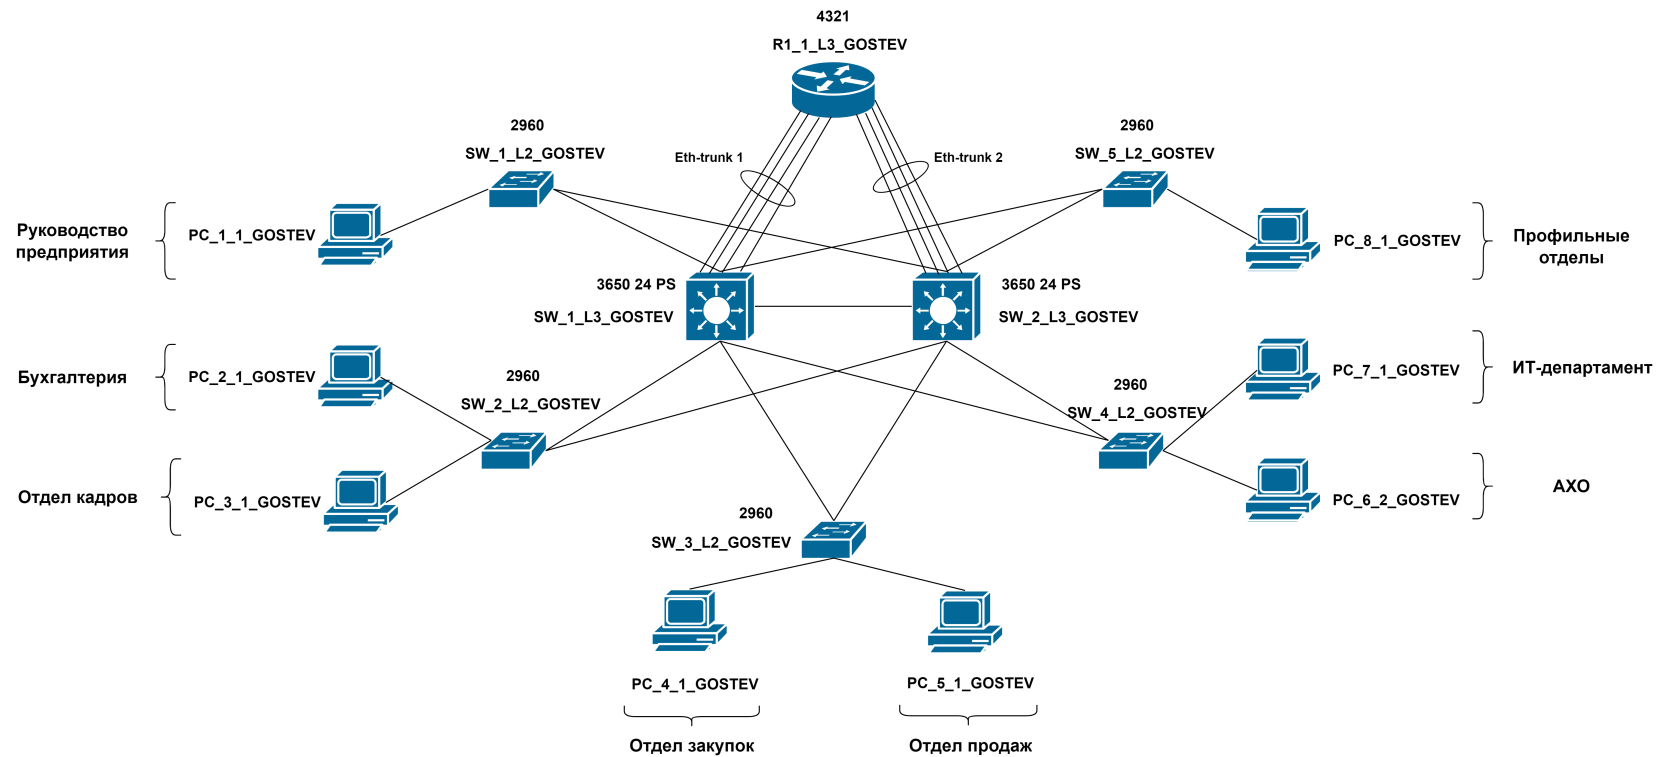 4321
R1_1_L3_GOSTEV
2960
SW_1_L2_GOSTEV
2960
SW_5_L2_GOSTEV
Eth-trunk 1
Eth-trunk 2
Руководство
предприятия
PC_1_1_GOSTEV
PC_8_1_GOSTEV
Профильные
отделы
3650 24 PS
SW_1_L3_GOSTEV
3650 24 PS
SW_2_L3_GOSTEV
Бухгалтерия
PC_2_1_GOSTEV
2960
SW_2_L2_GOSTEV
2960
SW_4_L2_GOSTEV
PC_7_1_GOSTEV
ИТ-департамент
Отдел кадров
PC_3_1_GOSTEV
PC_6_2_GOSTEV
АХО
2960
SW_3_L2_GOSTEV
PC_4_1_GOSTEV
PC_5_1_GOSTEV
Отдел закупок
Отдел продаж